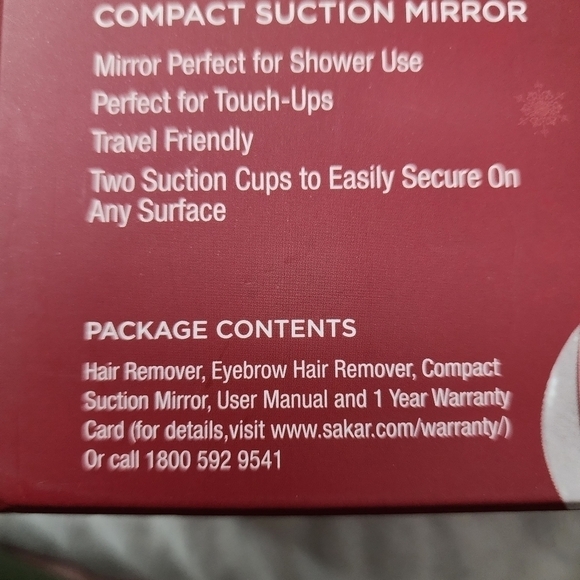 COMPACT SUCTION MIRROR
Mirror Perfect for Shower Use
Perfect for Touch-Ups
Travel Friendly
Two Suction Cups to Easily Secure On
Any Surface
PACKAGE CONTENTS
Hair Remover, Eyebrow Hair Remover, Compact
Suction Mirror, User Manual and 1 Year Warranty
Card (for details,visit www.sakar.com/warranty/)
Or call 1800 592 9541